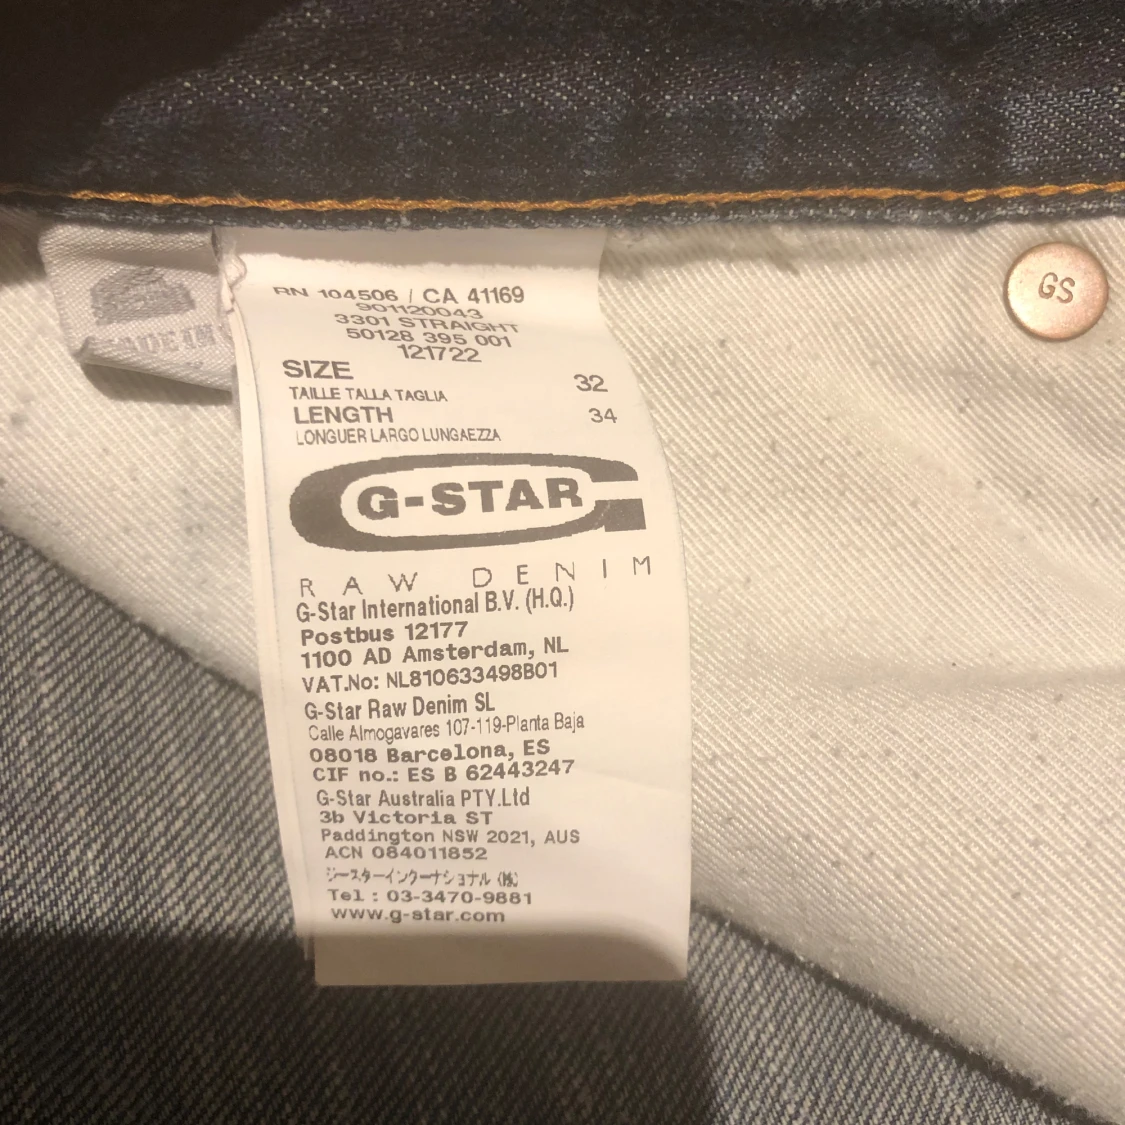 RN 104506 / CA 41169
901120043
3301 STRAIGHT
50128 395 001
121722
SIZE 32
TAILLE TALLA TAGLIA
LENGTH 34
LONGUER LARGO LUNGAEZZA
G-STAR
RAW DENIM
G-Star International B.V. (H.Q.)
Postbus 12177
1100 AD Amsterdam, NL
VAT.No: NL810633498B01
G-Star Raw Denim SL
Calle Almogavares 107-119-Planta Baja
08018 Barcelona, ES
CIF no.: ES B 62443247
G-Star Australia PTY.Ltd
3b Victoria ST
Paddington NSW 2021, AUS
ACN 084011852
ジースターインターナショナル (株)
Tel : 03-3470-9881
www.g-star.com
MADE IN
GS